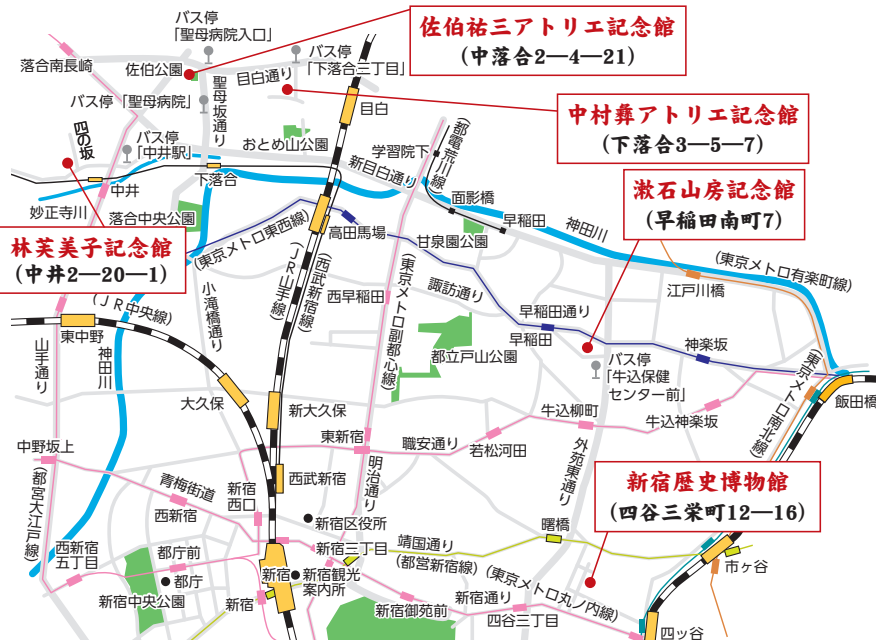 佐伯祐三アトリエ記念館
(中落合2―4―21)
バス停
「聖母病院入口」
バス停
「下落合三丁目」
落合南長崎
佐伯公園
目白通り
バス停「聖母病院」
聖母坂通り
目白
中村彝アトリエ記念館
(下落合3―5―7)
四の坂
バス停
「中井駅」
おとめ山公園
学習院下
(都電荒川線)
新目白通り
中井
下落合
面影橋
早稲田
神田川
漱石山房記念館
(早稲田南町7)
妙正寺川
落合中央公園
(東京メトロ東西線)
高田馬場
甘泉園公園
(東京メトロ有楽町線)
林芙美子記念館
(中井2―20―1)
江戸川橋
(JR中央線)
小滝橋通り
(JR山手線)
(西武新宿線)
西早稲田
(東京メトロ副都心線)
諏訪通り
早稲田通り
早稲田
東中野
山手通り
神田川
都立戸山公園
神楽坂
バス停
「牛込保健
センター前」
(東京メトロ南北線)
飯田橋
大久保
新大久保
牛込柳町
牛込神楽坂
東新宿
職安通り
若松河田
外苑東通り
中野坂上
西武新宿
明治通り
(都営大江戸線)
青梅街道
西新宿
新宿
西口
新宿区役所
新宿歴史博物館
(四谷三栄町12―16)
曙橋
靖国通り
新宿三丁目
(都営新宿線)
西新宿
五丁目
都庁前
都庁
新宿
新宿観光
案内所
(東京メトロ丸ノ内線)
市ヶ谷
新宿中央公園
新宿
新宿御苑前
新宿通り
四谷三丁目
四ッ谷